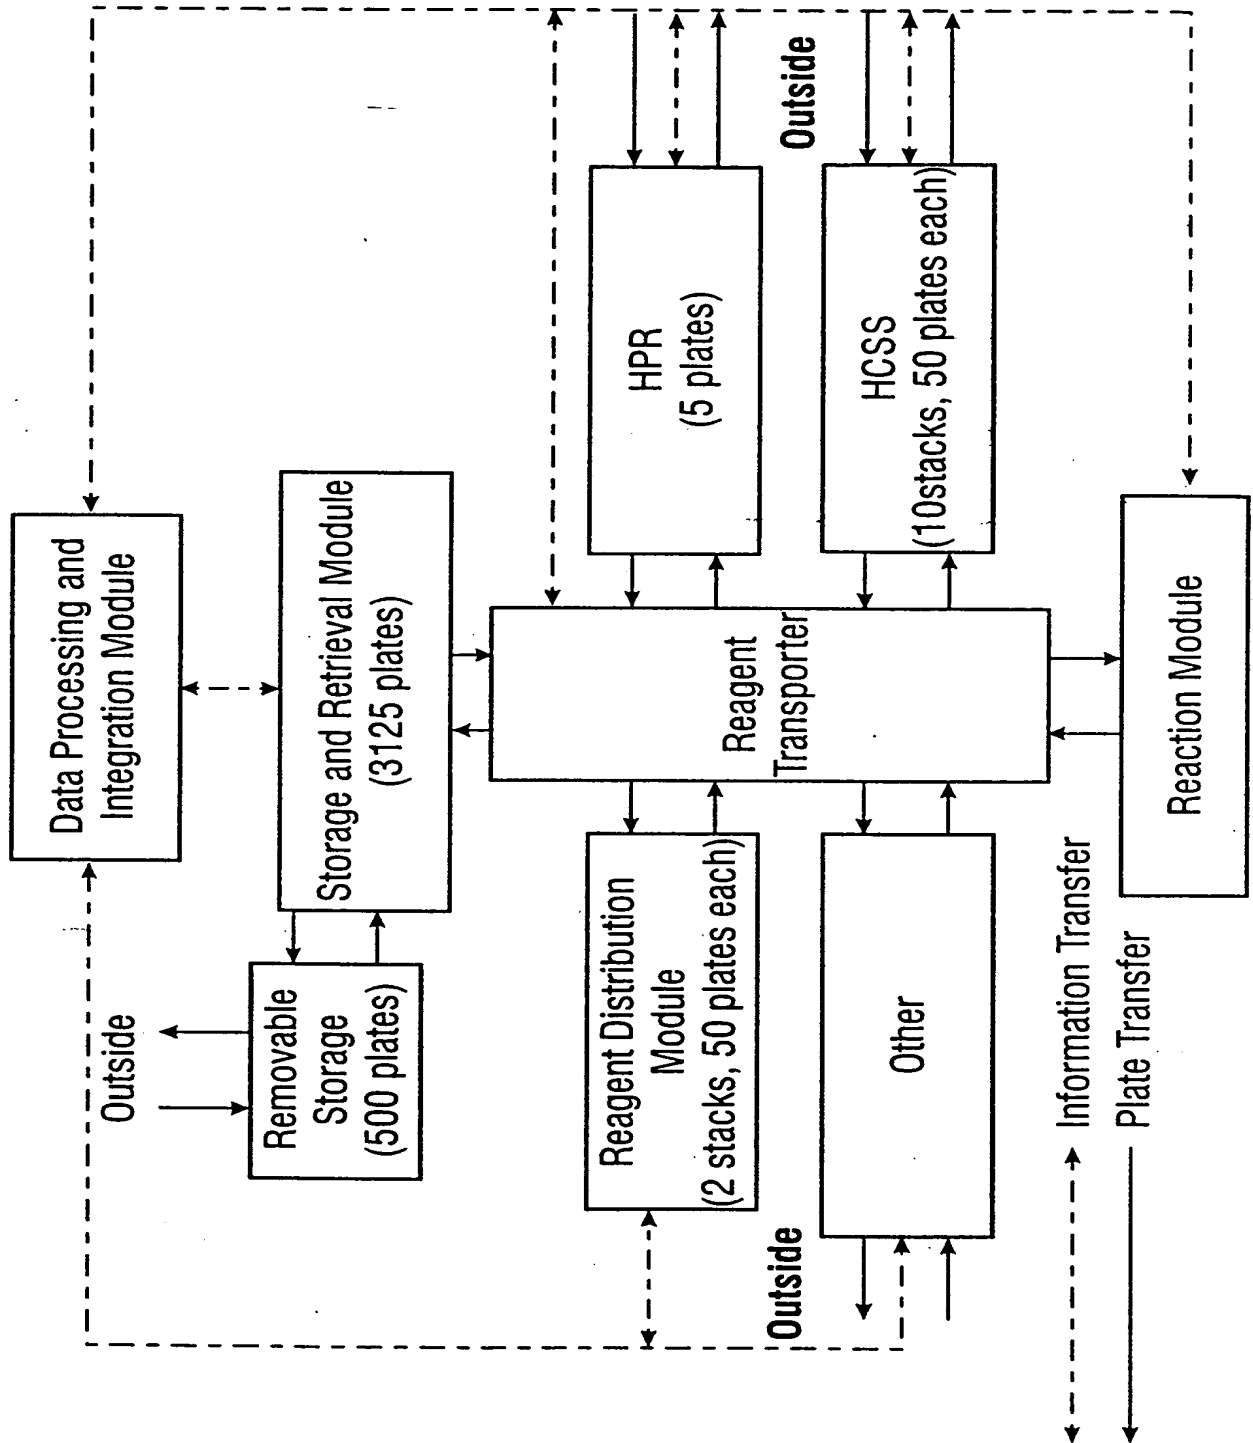 Data Processing and
Integration Module
Outside
Removable
Storage
(500 plates)
Storage and Retrieval Module
(3125 plates)
Reagent Distribution
Module
(2 stacks, 50 plates each)
Reagent
Transporter
HPR
(5 plates)
Outside
Other
HCSS
(10stacks, 50 plates each)
Outside
Reaction Module
Information Transfer
Plate Transfer